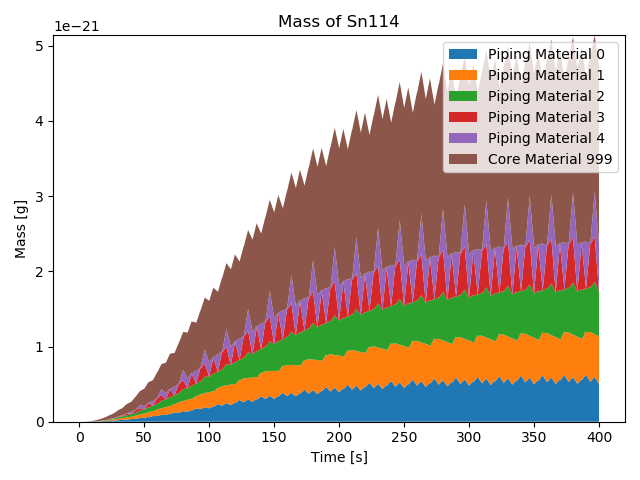 Mass of Sn114
1e−21
Mass [g]
5
4
3
2
1
0
0
50
100
150
200
250
300
350
400
Time [s]
Piping Material 0
Piping Material 1
Piping Material 2
Piping Material 3
Piping Material 4
Core Material 999